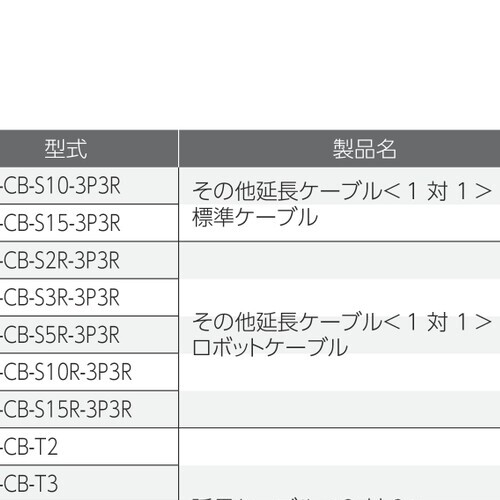 型式 製品名
-CB-S10-3P3R
その他延長ケーブル＜1 対 1＞
標準ケーブル
-CB-S15-3P3R
-CB-S2R-3P3R
-CB-S3R-3P3R
-CB-S5R-3P3R
その他延長ケーブル＜1 対 1＞
ロボットケーブル
-CB-S10R-3P3R
-CB-S15R-3P3R
-CB-T2
-CB-T3